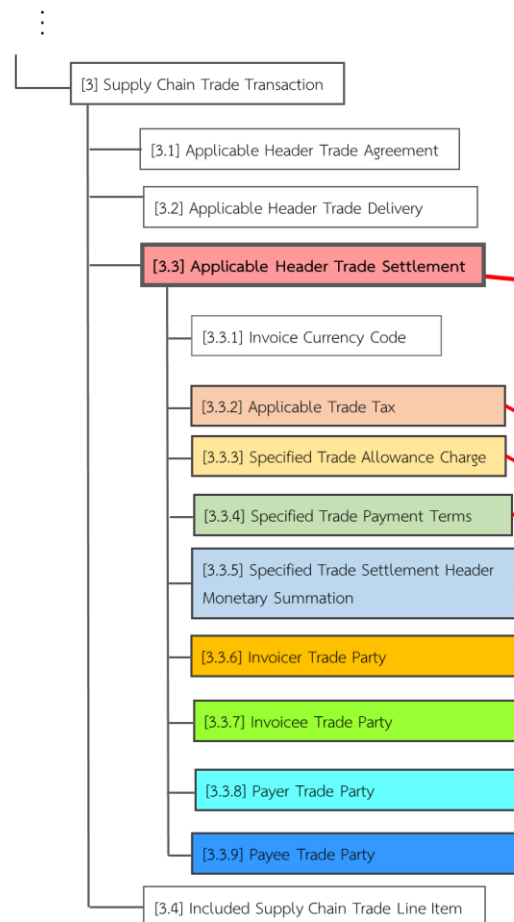 [3] Supply Chain Trade Transaction
[3.1] Applicable Header Trade Agreement
[3.2] Applicable Header Trade Delivery
[3.3] Applicable Header Trade Settlement
[3.3.1] Invoice Currency Code
[3.3.2] Applicable Trade Tax
[3.3.3] Specified Trade Allowance Charge
[3.3.4] Specified Trade Payment Terms
[3.3.5] Specified Trade Settlement Header
Monetary Summation
[3.3.6] Invoicer Trade Party
[3.3.7] Invoicee Trade Party
[3.3.8] Payer Trade Party
[3.3.9] Payee Trade Party
[3.4] Included Supply Chain Trade Line Item